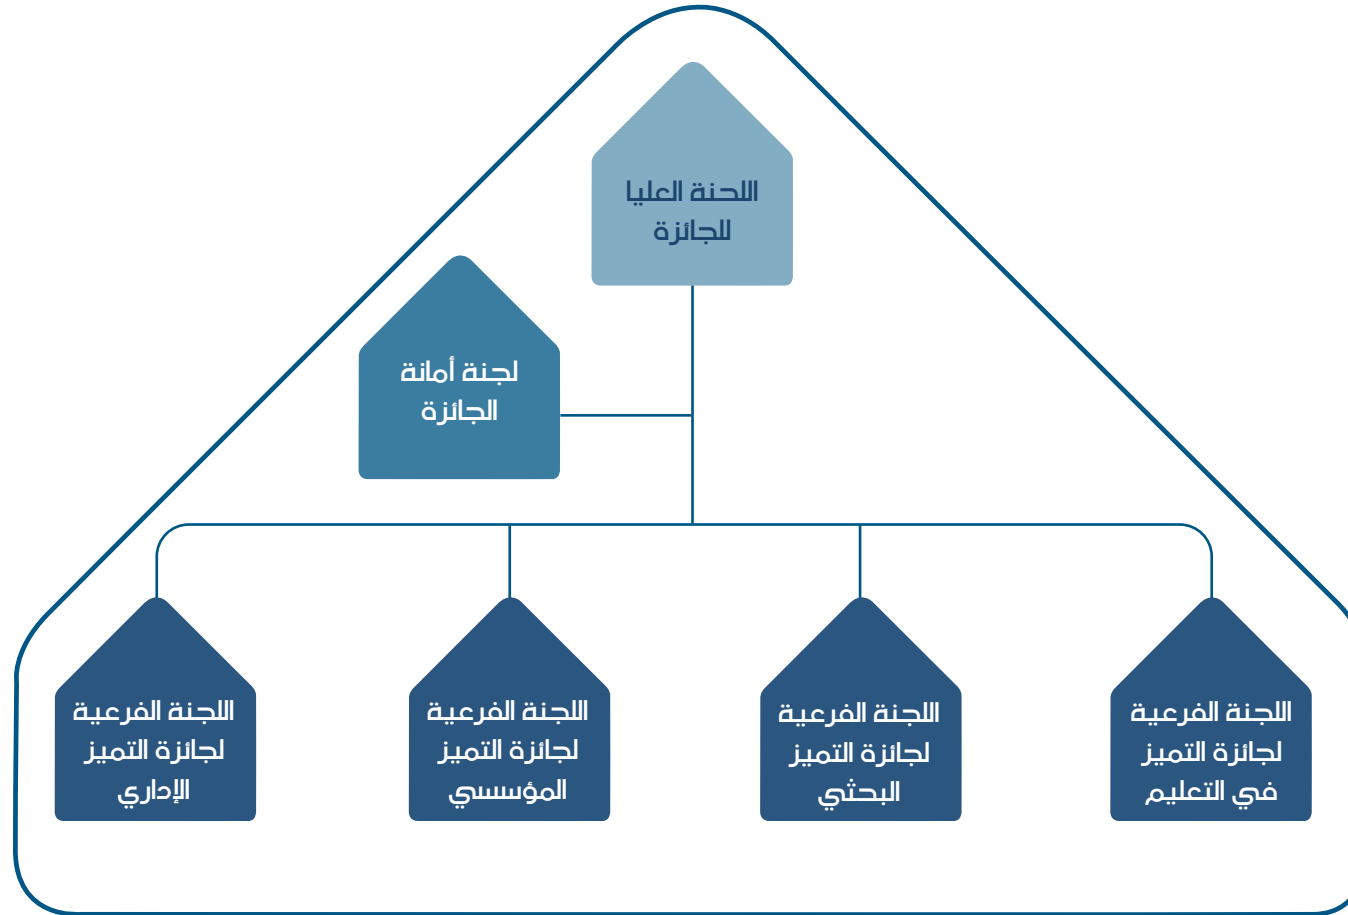 اللجنة العليا
للجائزة
لجنة أمانة
الجائزة
اللجنة الفرعية
لجائزة التميز
في التعليم
اللجنة الفرعية
لجائزة التميز
البحثي
اللجنة الفرعية
لجائزة التميز
المؤسسي
اللجنة الفرعية
لجائزة التميز
الإداري